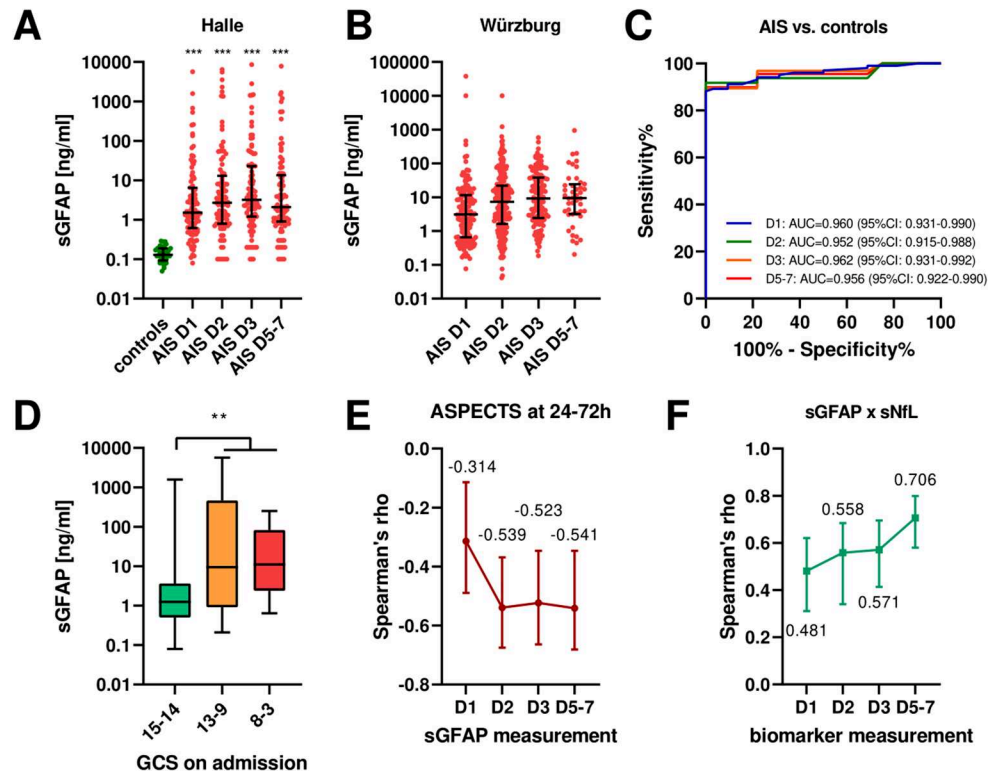 A
Halle
*** *** *** ***
sGFAP [ng/ml]
100000
10000
1000
100
10
1
0.1
0.01
controls
AIS D1
AIS D2
AIS D3
AIS D5-7
B
Würzburg
sGFAP [ng/ml]
100000
10000
1000
100
10
1
0.1
0.01
AIS D1
AIS D2
AIS D3
AIS D5-7
C
AIS vs. controls
Sensitivity%
100
80
60
40
20
0
D1: AUC=0.960 (95%CI: 0.931-0.990)
D2: AUC=0.952 (95%CI: 0.915-0.988)
D3: AUC=0.962 (95%CI: 0.931-0.992)
D5-7: AUC=0.956 (95%CI: 0.922-0.990)
0 20 40 60 80 100
100% - Specificity%
D
**
sGFAP [ng/ml]
10000
1000
100
10
1
0.1
0.01
15-14
13-9
8-3
GCS on admission
E
ASPECTS at 24-72h
Spearman's rho
0.0
-0.2
-0.4
-0.6
-0.8
-0.314
-0.539
-0.523
-0.541
D1 D2 D3 D5-7
sGFAP measurement
F
sGFAP x sNfL
Spearman's rho
1.0
0.8
0.6
0.4
0.2
0.0
0.481
0.558
0.571
0.706
D1 D2 D3 D5-7
biomarker measurement